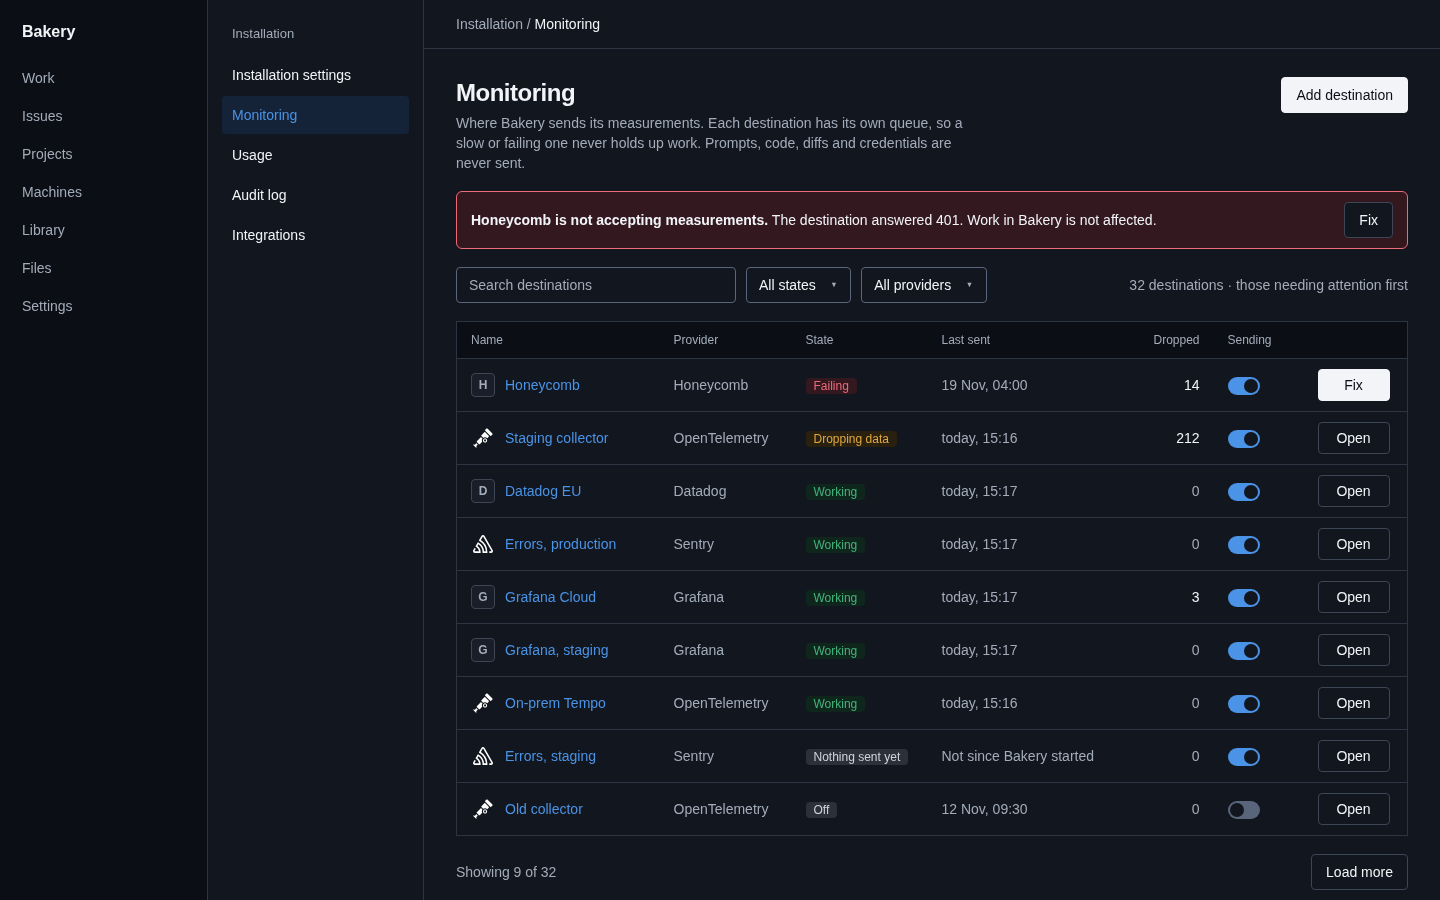 Bakery
Work
Issues
Projects
Machines
Library
Files
Settings
Installation
Installation settings
Monitoring
Usage
Audit log
Integrations
Installation / Monitoring
Monitoring
Add destination
Where Bakery sends its measurements. Each destination has its own queue, so a
slow or failing one never holds up work. Prompts, code, diffs and credentials are
never sent.
Honeycomb is not accepting measurements. The destination answered 401. Work in Bakery is not affected. Fix
Search destinations All states All providers 32 destinations · those needing attention first
Name Provider State Last sent Dropped Sending
H Honeycomb Honeycomb Failing 19 Nov, 04:00 14 Fix
Staging collector OpenTelemetry Dropping data today, 15:16 212 Open
D Datadog EU Datadog Working today, 15:17 0 Open
Errors, production Sentry Working today, 15:17 0 Open
G Grafana Cloud Grafana Working today, 15:17 3 Open
G Grafana, staging Grafana Working today, 15:17 0 Open
On-prem Tempo OpenTelemetry Working today, 15:16 0 Open
Errors, staging Sentry Nothing sent yet Not since Bakery started 0 Open
Old collector OpenTelemetry Off 12 Nov, 09:30 0 Open
Showing 9 of 32 Load more